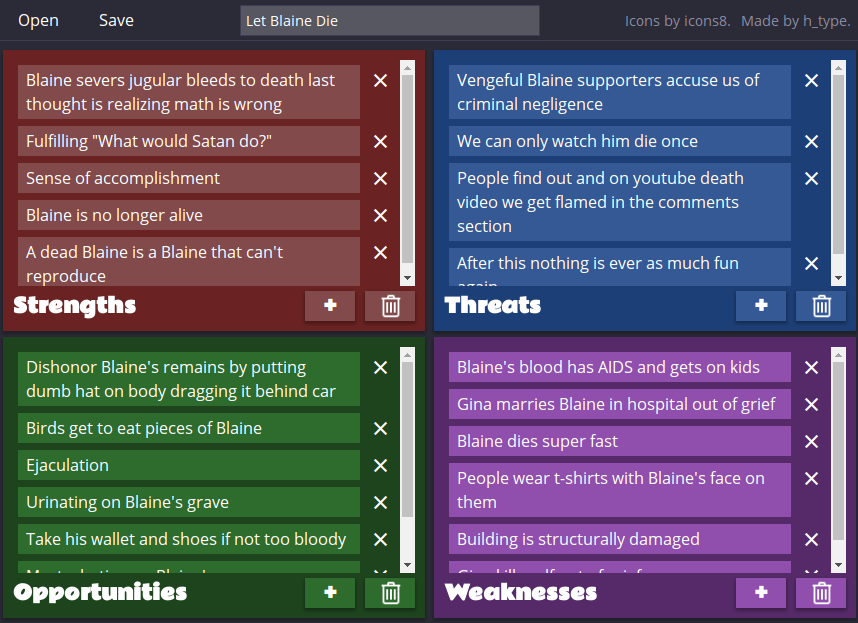 Open
Save
Let Blaine Die
Icons by icons8.
Made by h_type.
Blaine severs jugular bleeds to death last
thought is realizing math is wrong
Fulfilling "What would Satan do?"
Sense of accomplishment
Blaine is no longer alive
A dead Blaine is a Blaine that can't
reproduce
Strengths
Vengeful Blaine supporters accuse us of
criminal negligence
We can only watch him die once
People find out and on youtube death
video we get flamed in the comments
section
After this nothing is ever as much fun
again
Threats
Dishonor Blaine's remains by putting
dumb hat on body dragging it behind car
Birds get to eat pieces of Blaine
Ejaculation
Urinating on Blaine's grave
Take his wallet and shoes if not too bloody
Opportunities
Blaine's blood has AIDS and gets on kids
Gina marries Blaine in hospital out of grief
Blaine dies super fast
People wear t-shirts with Blaine's face on
them
Building is structurally damaged
Weaknesses